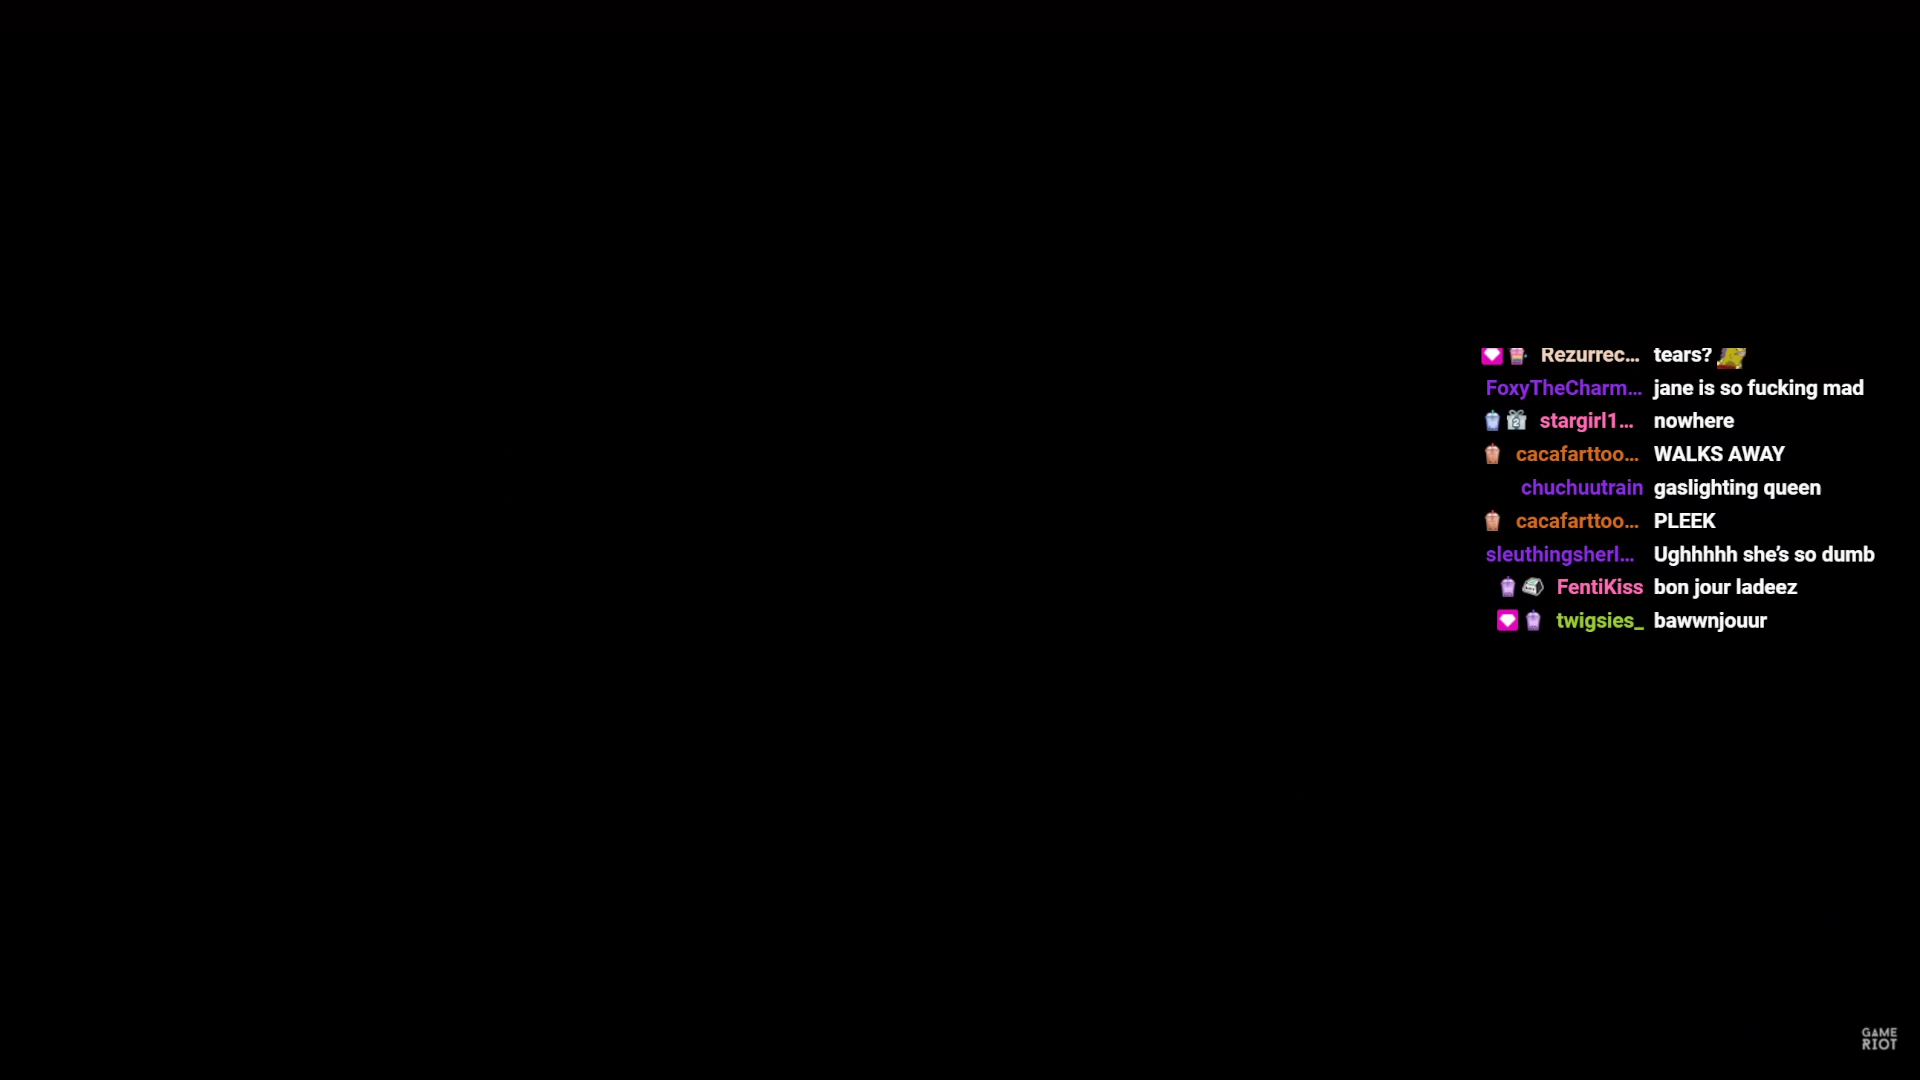 Rezurrec... tears?
FoxyTheCharm... jane is so fucking mad
stargirl1... nowhere
cacafarttoo... WALKS AWAY
chuchuutrain gaslighting queen
cacafarttoo... PLEEK
sleuthingsherl... Ughhhhh she's so dumb
FentiKiss bon jour ladeez
twigsies_ bawwnjouur
GAME
RIOT